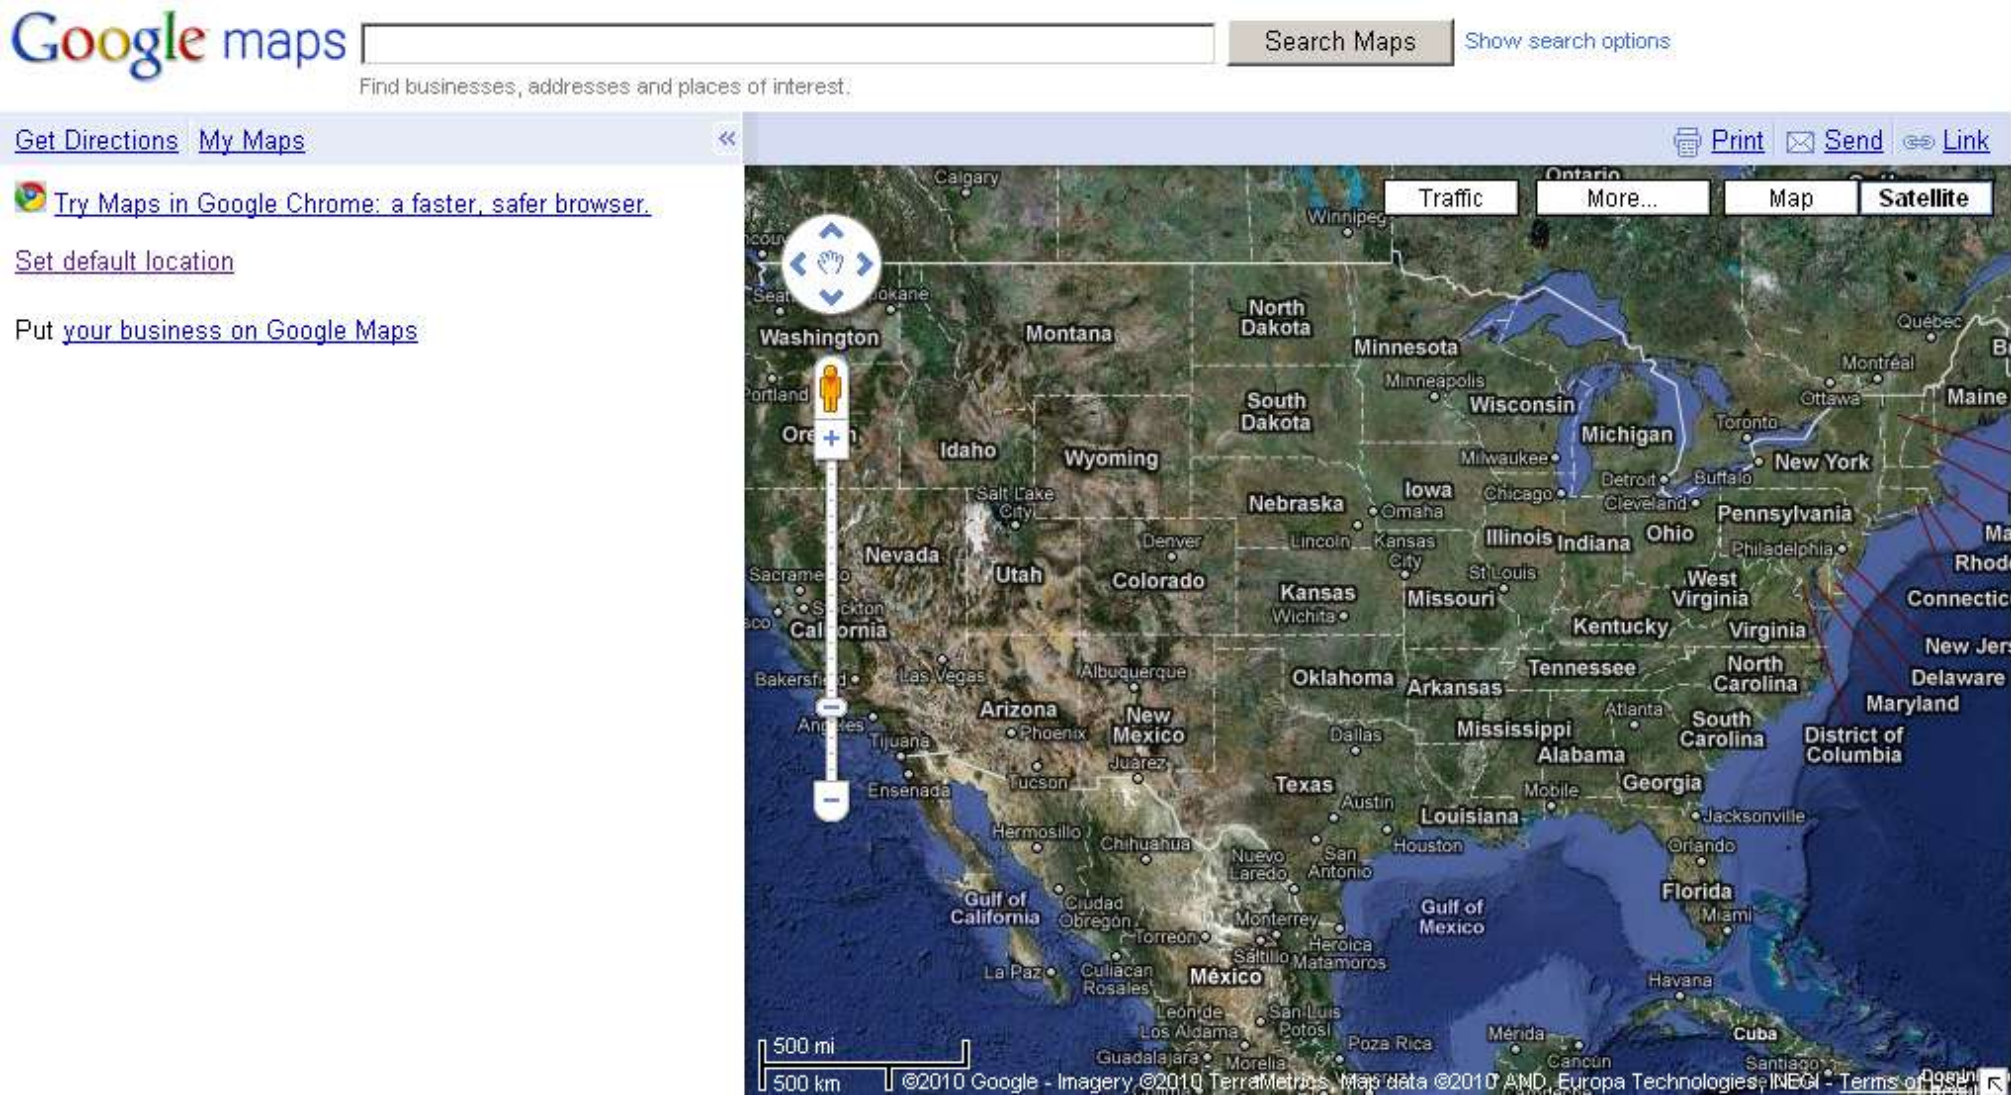 Google maps
Search Maps
Show search options
Find businesses, addresses and places of interest.
Get Directions
My Maps
«
Print
Send
Link
Try Maps in Google Chrome: a faster, safer browser.
Set default location
Put your business on Google Maps
Traffic
More...
Map
Satellite
Calgary
Ontario
Winnipeg
Washington
Montana
North
Dakota
Minnesota
Québec
Montréal
Minneapolis
South
Dakota
Wisconsin
Ottawa
Maine
Michigan
Toronto
Idaho
Wyoming
Milwaukee
New York
Detroit
Buffalo
Salt Lake
City
Nebraska
Iowa
Omaha
Chicago
Cleveland
Pennsylvania
Nevada
Denver
Lincoln
Kansas
City
Illinois
Indiana
Ohio
Philadelphia
Utah
Colorado
St Louis
West
Virginia
Kansas
Missouri
Wichita
Kentucky
Virginia
Las Vegas
Albuquerque
Oklahoma
Arkansas
Tennessee
North
Carolina
Delaware
Maryland
Arizona
New
Mexico
Phoenix
Atlanta
South
Carolina
Dallas
Mississippi
Alabama
District of
Columbia
Tijuana
Juarez
Tucson
Texas
Georgia
Ensenada
Austin
Mobile
Louisiana
Jacksonville
Hermosillo
Chihuahua
Houston
Orlando
Nuevo
Laredo
San
Antonio
Gulf of
California
Ciudad
Obregón
Florida
Miami
Gulf of
Mexico
Monterrey
Torreón
Saltillo
Heroica
Matamoros
La Paz
Culiacan
Rosales
México
Havana
León de
Los Aldama
San Luis
Potosí
Poza Rica
Mérida
Cuba
Cancún
Guadalajara
Morelia
Santiago
500 mi
500 km
©2010 Google - Imagery ©2010 TerraMetrics, Map data ©2010 AND, Europa Technologies, INEGI - Terms of Use